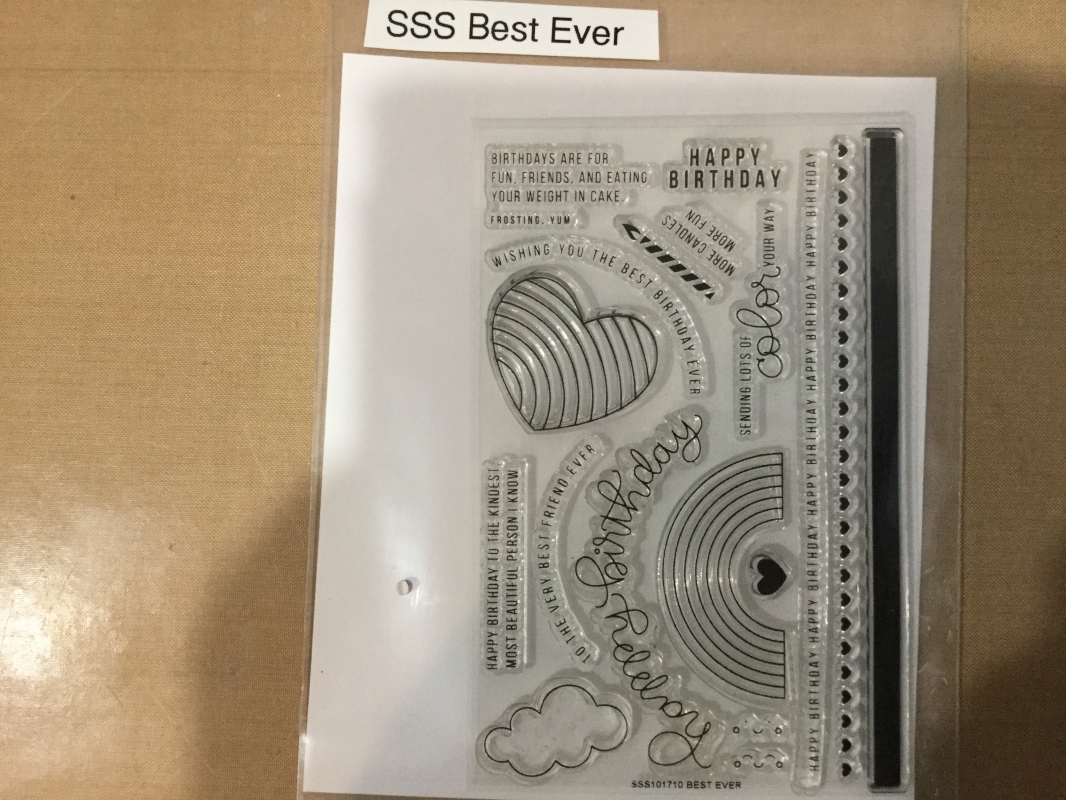 SSS Best Ever
BIRTHDAYS ARE FOR
FUN, FRIENDS, AND EATING
YOUR WEIGHT IN CAKE.
FROSTING. YUM.
HAPPY
BIRTHDAY
MORE CANDLES
MORE FUN
WISHING YOU THE BEST BIRTHDAY EVER
SENDING LOTS OF
color YOUR WAY
HAPPY BIRTHDAY TO THE KINDEST,
MOST BEAUTIFUL PERSON I KNOW
TO THE VERY BEST FRIEND EVER
happy birthday
HAPPY BIRTHDAY HAPPY BIRTHDAY HAPPY BIRTHDAY HAPPY BIRTHDAY HAPPY BIRTHDAY
SSS101710 BEST EVER